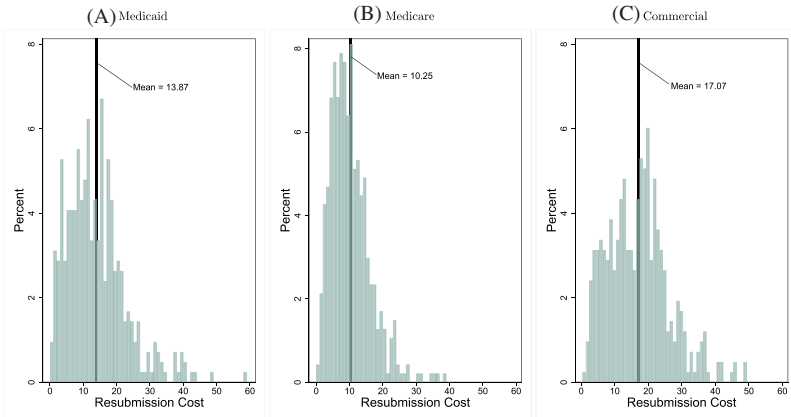 (A) Medicaid
8
6
4
2
0
Percent
Mean = 13.87
0 10 20 30 40 50 60
Resubmission Cost
(B) Medicare
8
6
4
2
0
Mean = 10.25
0 10 20 30 40 50 60
Resubmission Cost
(C) Commercial
8
6
4
2
0
Percent
Mean = 17.07
0 10 20 30 40 50 60
Resubmission Cost